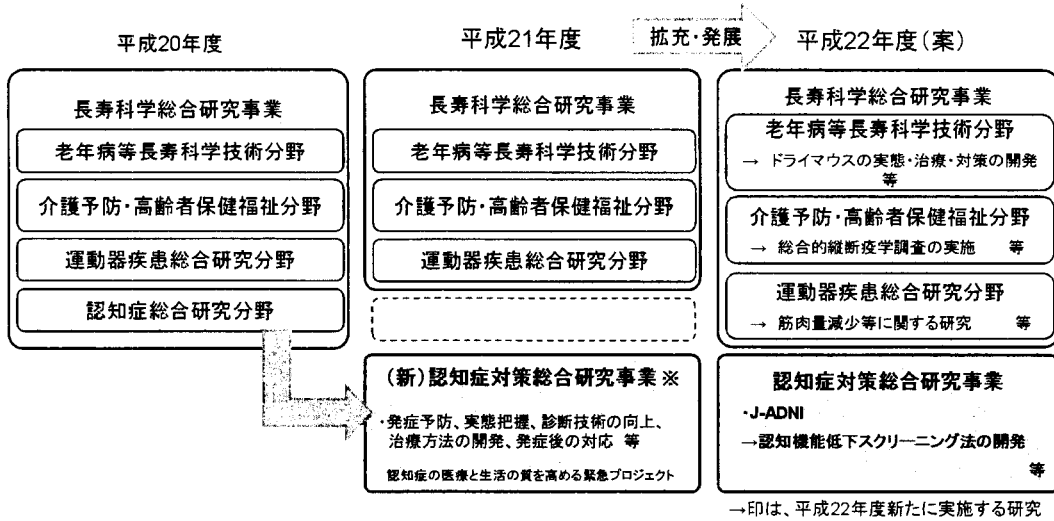 平成20年度
長寿科学総合研究事業
老年病等長寿科学技術分野
介護予防・高齢者保健福祉分野
運動器疾患総合研究分野
認知症総合研究分野
平成21年度
長寿科学総合研究事業
老年病等長寿科学技術分野
介護予防・高齢者保健福祉分野
運動器疾患総合研究分野
(新)認知症対策総合研究事業※
・発症予防、実態把握、診断技術の向上、
治療方法の開発、発症後の対応 等
認知症の医療と生活の質を高める緊急プロジェクト
拡充・発展
平成22年度(案)
長寿科学総合研究事業
老年病等長寿科学技術分野
→ ドライマウスの実態・治療・対策の開発
等
介護予防・高齢者保健福祉分野
→ 総合的縦断疫学調査の実施 等
運動器疾患総合研究分野
→ 筋肉量減少等に関する研究 等
認知症対策総合研究事業
・J-ADNI
→認知機能低下スクリーニング法の開発
等
→印は、平成22年度新たに実施する研究